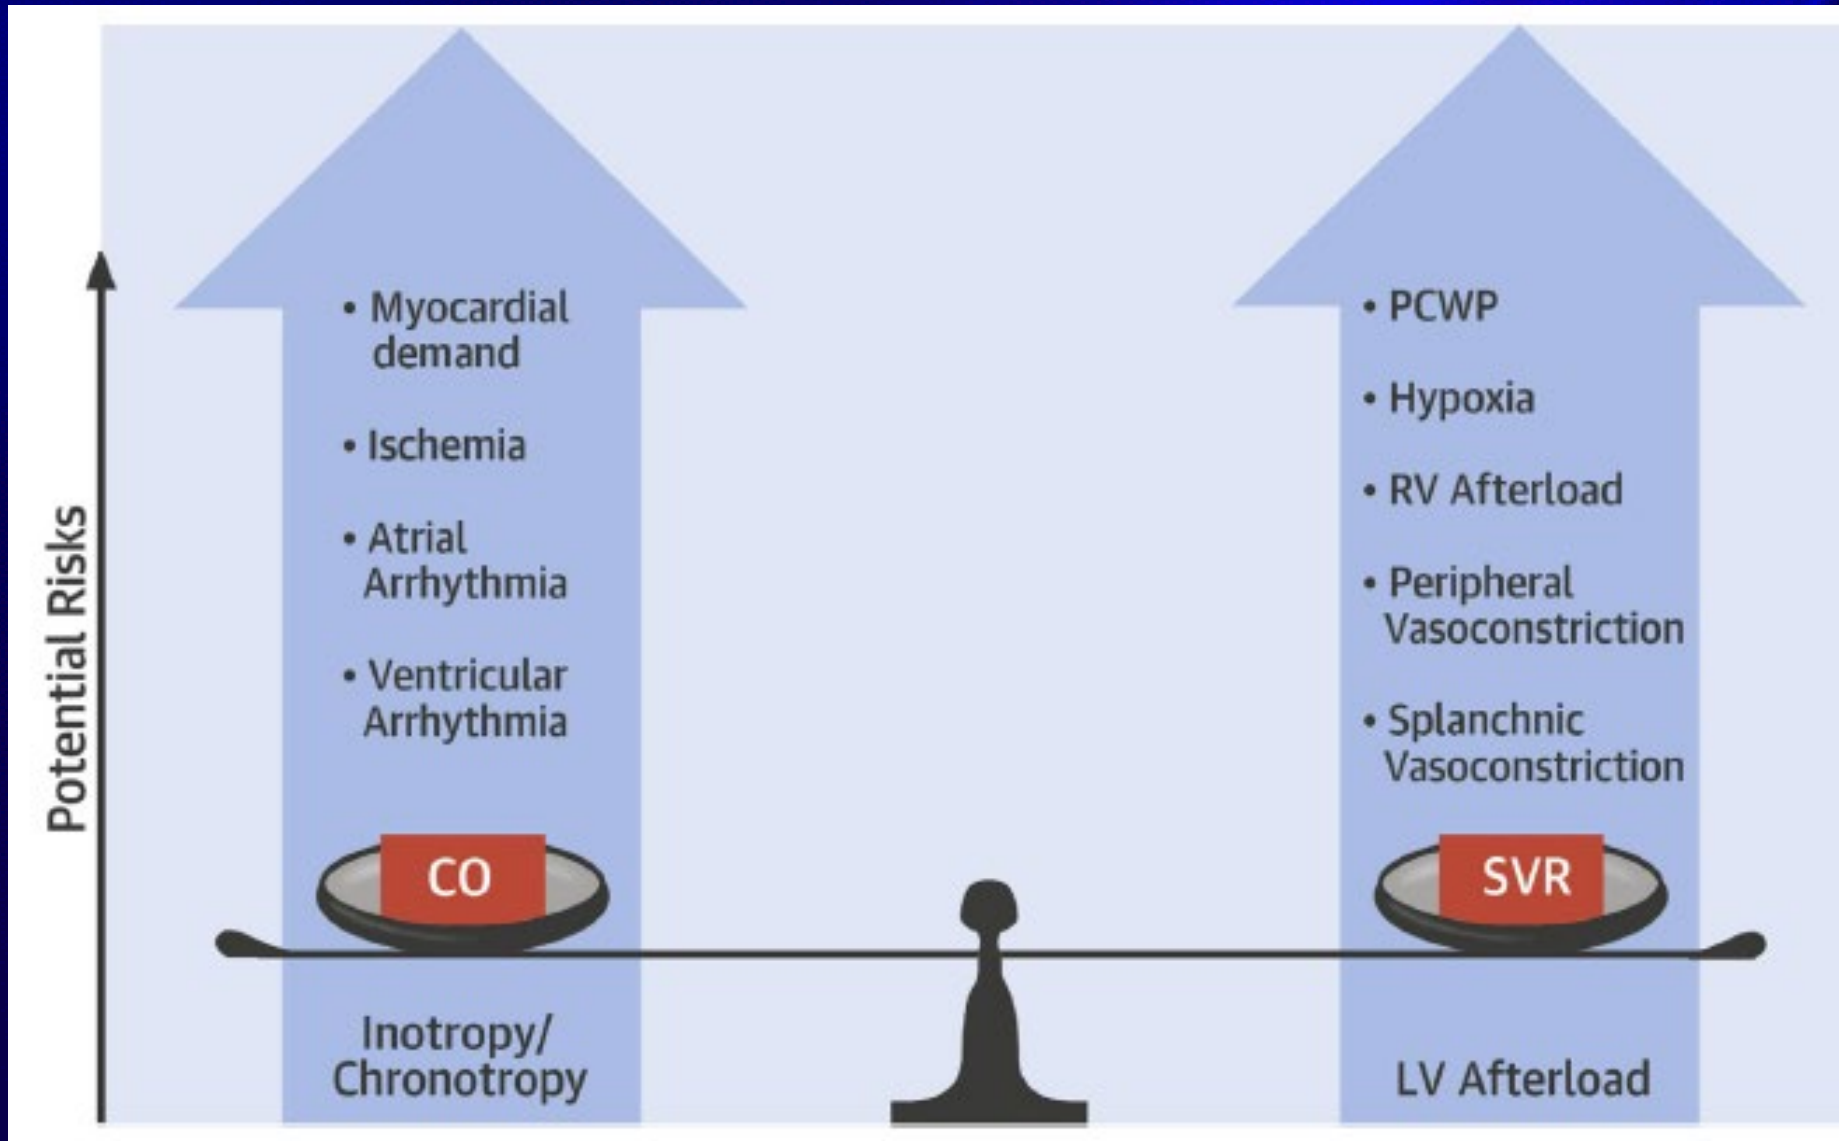 Potential Risks
• Myocardial
demand
• Ischemia
• Atrial
Arrhythmia
• Ventricular
Arrhythmia
CO
Inotropy/
Chronotropy
• PCWP
• Hypoxia
• RV Afterload
• Peripheral
Vasoconstriction
• Splanchnic
Vasoconstriction
SVR
LV Afterload